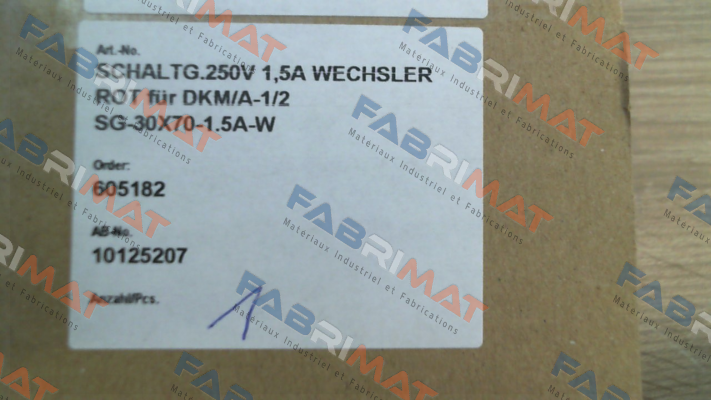 Art.-No.
SCHALTG.250V 1,5A WECHSLER
ROT für DKM/A-1/2
SG-30X70-1.5A-W
Order:
605182
AB-No.
10125207
Anzahl/Pcs.
1
FABRIMAT
Materiaux Industriel et Fabrications